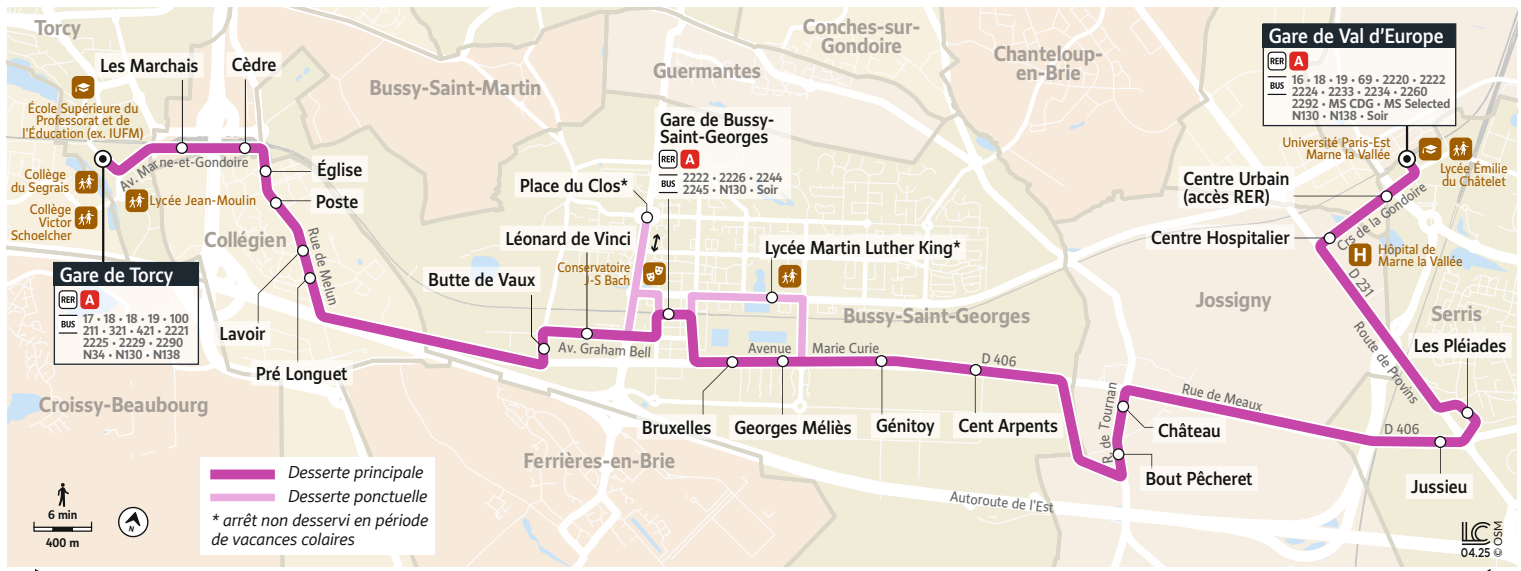 Torcy
Les Marchais
Cèdre
École Supérieure du
Professorat et de
l'Éducation (ex. IUFM)
Av. Marne-et-Gondoire
Collège
du Segrais
Lycée Jean-Moulin
Collège
Victor
Schoelcher
Église
Poste
Collégien
Rue de Melun
Gare de Torcy
RER A
BUS
17 • 18 • 18 • 19 • 100
211 • 321 • 421 • 2221
2225 • 2229 • 2290
N34 • N130 • N138
Lavoir
Pré Longuet
Croissy-Beaubourg
Bussy-Saint-Martin
Guermantes
Conches-sur-
Gondoire
Chanteloup-
en-Brie
Gare de Bussy-
Saint-Georges
RER A
BUS
2222 • 2226 • 2244
2245 • N130 • Soir
Place du Clos*
Léonard de Vinci
Conservatoire
J-S Bach
Butte de Vaux
Av. Graham Bell
Lycée Martin Luther King*
Bussy-Saint-Georges
Avenue Marie Curie
D 406
Bruxelles
Georges Méliès
Génitoy
Cent Arpents
Ferrières-en-Brie
Autoroute de l'Est
R. de Tournan
Château
Bout Pêcheret
Rue de Meaux
D 406
Jossigny
Gare de Val d'Europe
RER A
BUS
16 • 18 • 19 • 69 • 2220 • 2222
2224 • 2233 • 2234 • 2260
2292 • MS CDG • MS Selected
N130 • N138 • Soir
Université Paris-Est
Marne la Vallée
Lycée Émilie
du Châtelet
Centre Urbain
(accès RER)
Crs de la Gondoire
Centre Hospitalier
H
Hôpital de
Marne la Vallée
D 231
Route de Provins
Serris
Les Pléiades
Jussieu
Desserte principale
Desserte ponctuelle
* arrêt non desservi en période
de vacances colaires
6 min
400 m
N
LC
04.25 © OSM